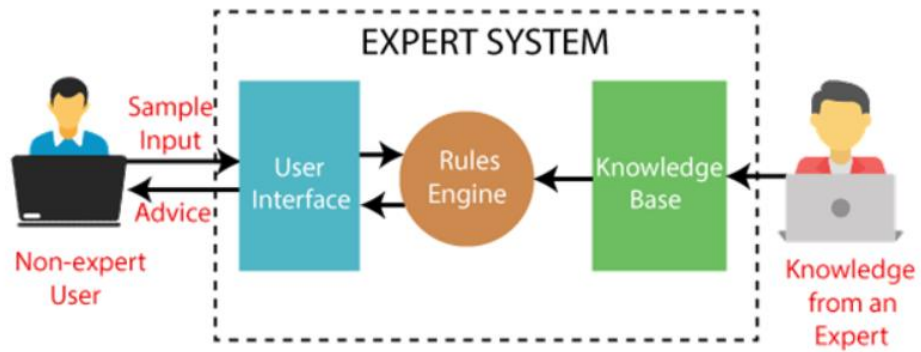 EXPERT SYSTEM
Sample
Input
Advice
Non-expert
User
User
Interface
Rules
Engine
Knowledge
Base
Knowledge
from an
Expert